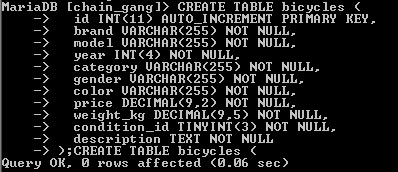 MariaDB [chain_gang]> CREATE TABLE bicycles (
    ->     id INT(11) AUTO_INCREMENT PRIMARY KEY,
    ->     brand VARCHAR(255) NOT NULL,
    ->     model VARCHAR(255) NOT NULL,
    ->     year INT(4) NOT NULL,
    ->     category VARCHAR(255) NOT NULL,
    ->     gender VARCHAR(255) NOT NULL,
    ->     color VARCHAR(255) NOT NULL,
    ->     price DECIMAL(9,2) NOT NULL,
    ->     weight_kg DECIMAL(9,5) NOT NULL,
    ->     condition_id TINYINT(3) NOT NULL,
    ->     description TEXT NOT NULL
    -> );CREATE TABLE bicycles (
Query OK, 0 rows affected (0.06 sec)